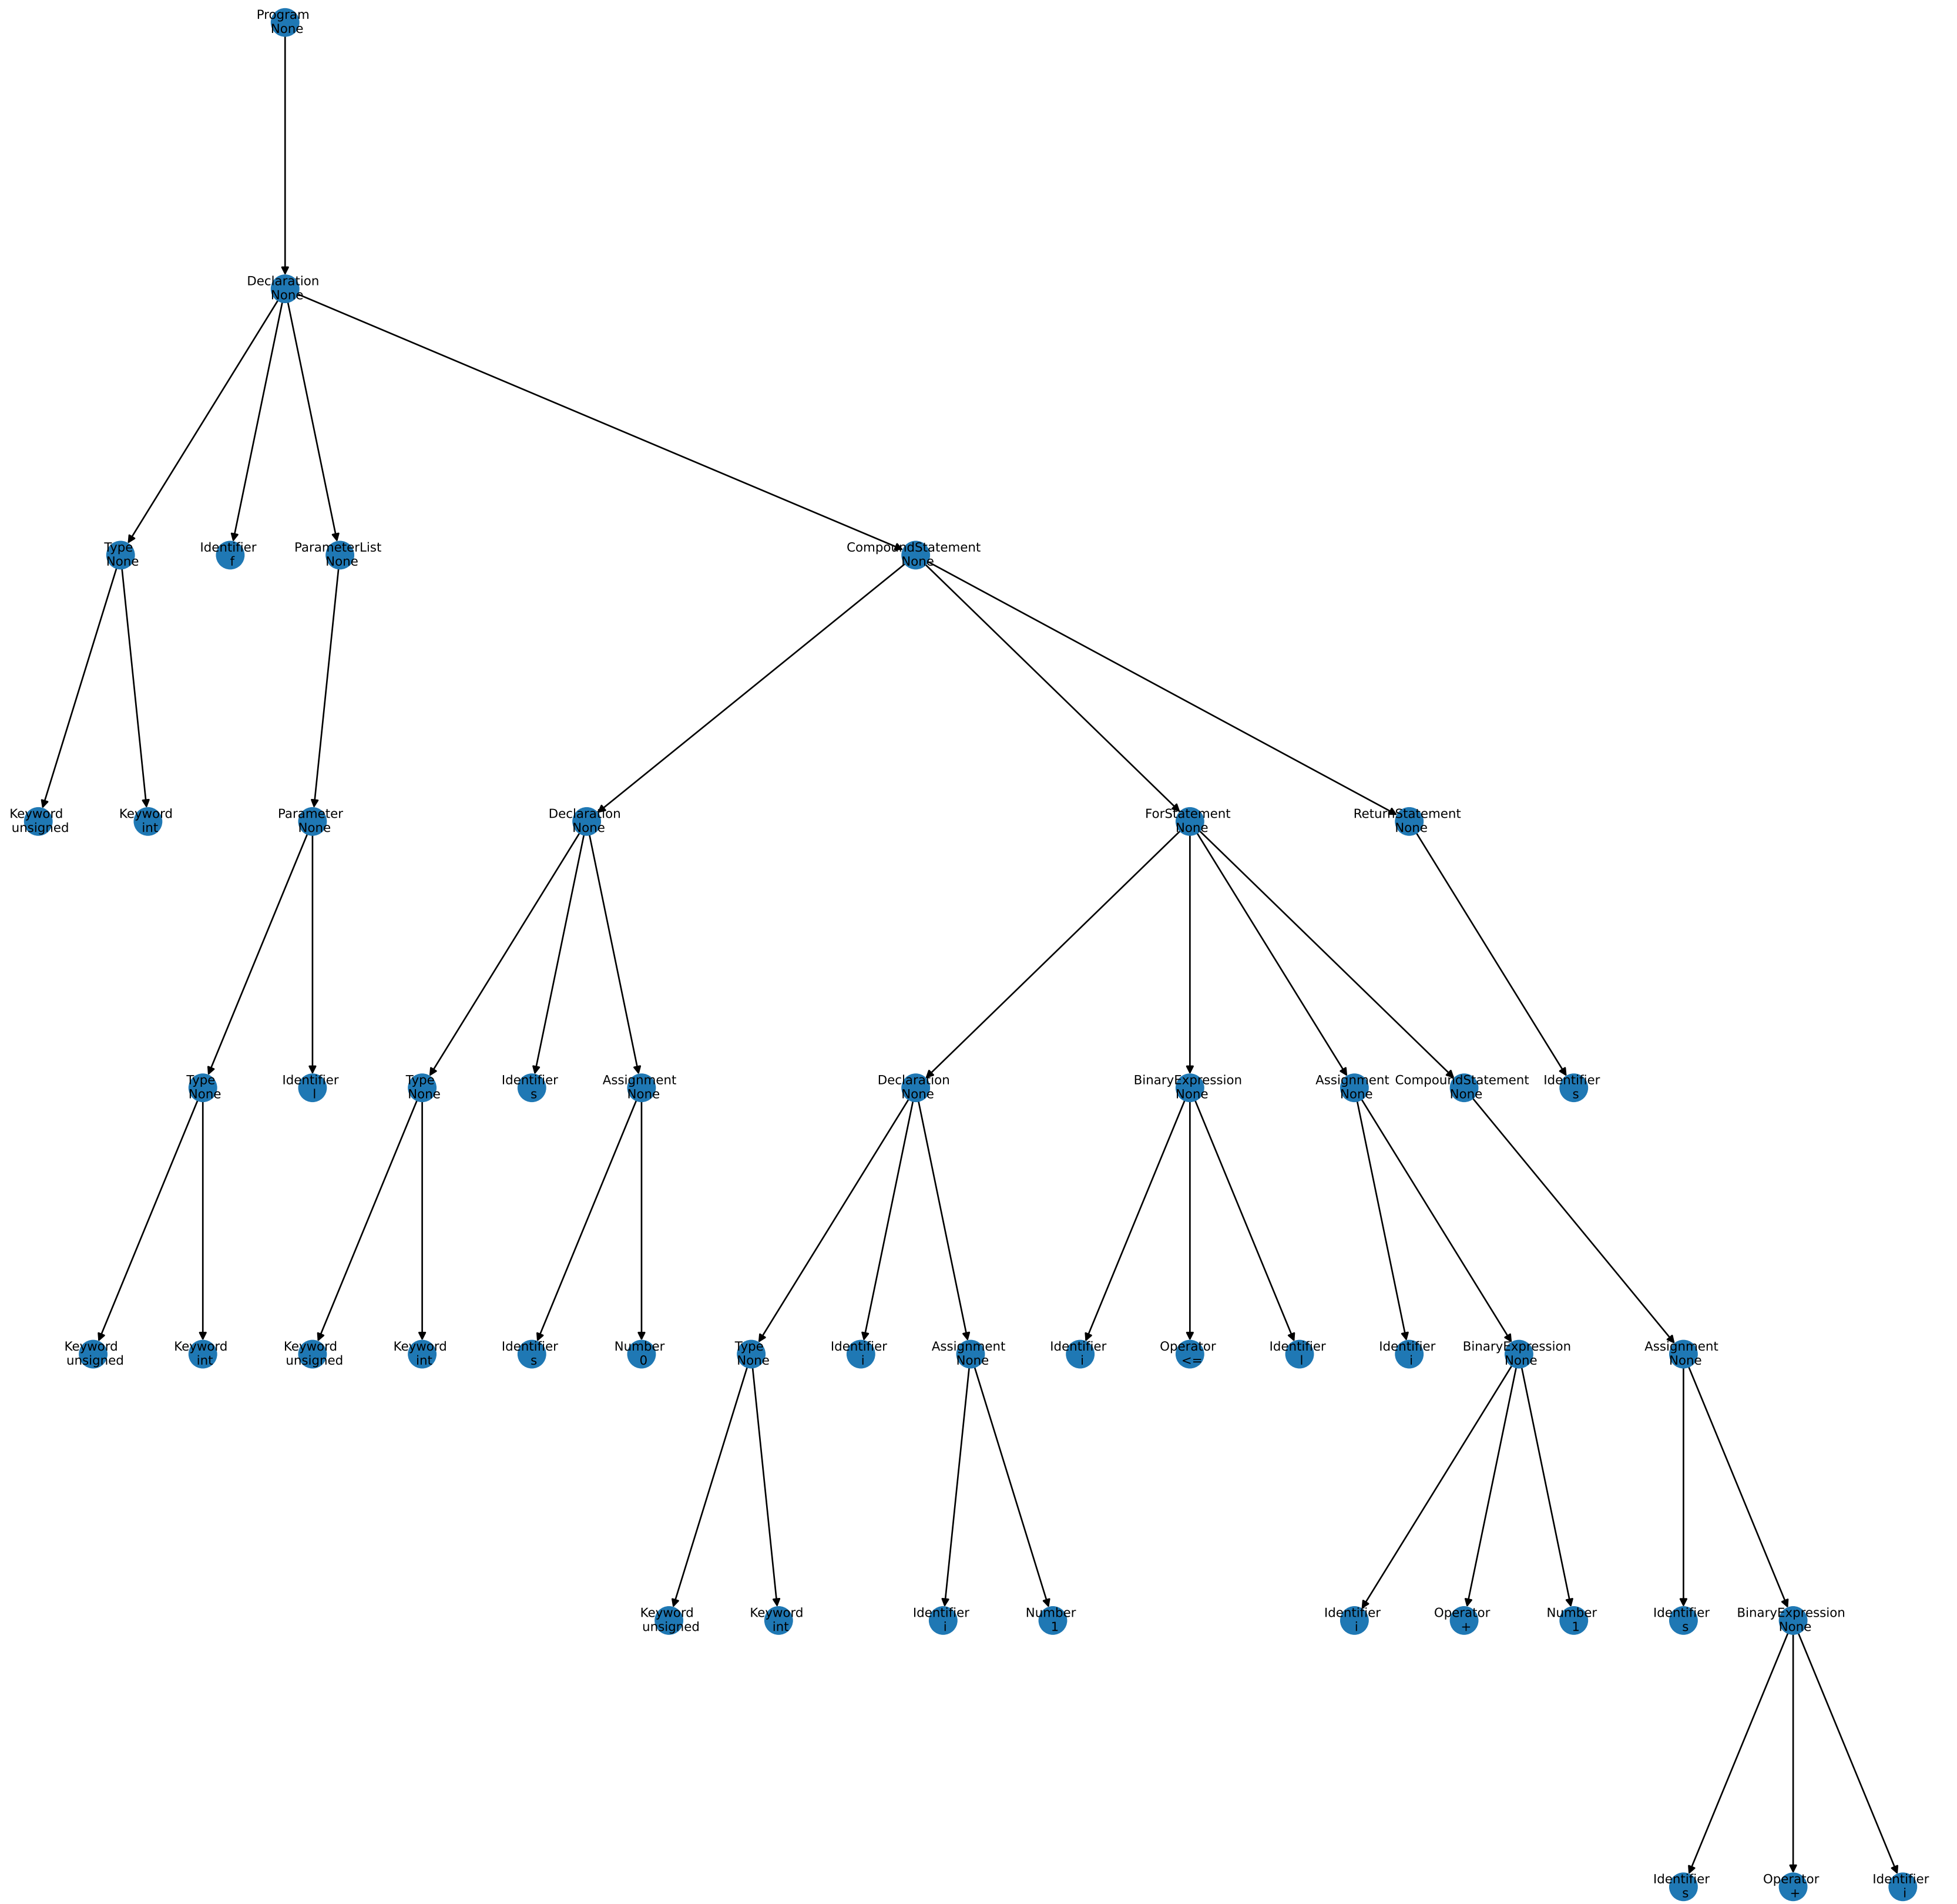 Program
None
Declaration
None
Type
None
Identifier
f
ParameterList
None
CompoundStatement
None
Keyword
unsigned
Keyword
int
Parameter
None
Declaration
None
ForStatement
None
ReturnStatement
None
Type
None
Identifier
l
Type
None
Identifier
s
Assignment
None
Declaration
None
BinaryExpression
None
Assignment
None
CompoundStatement
None
Identifier
s
Keyword
unsigned
Keyword
int
Keyword
unsigned
Keyword
int
Identifier
s
Number
0
Type
None
Identifier
i
Assignment
None
Identifier
i
Operator
<=
Identifier
l
Identifier
i
BinaryExpression
None
Assignment
None
Keyword
unsigned
Keyword
int
Identifier
i
Number
1
Identifier
i
Operator
+
Number
1
Identifier
s
BinaryExpression
None
Identifier
s
Operator
+
Identifier
i